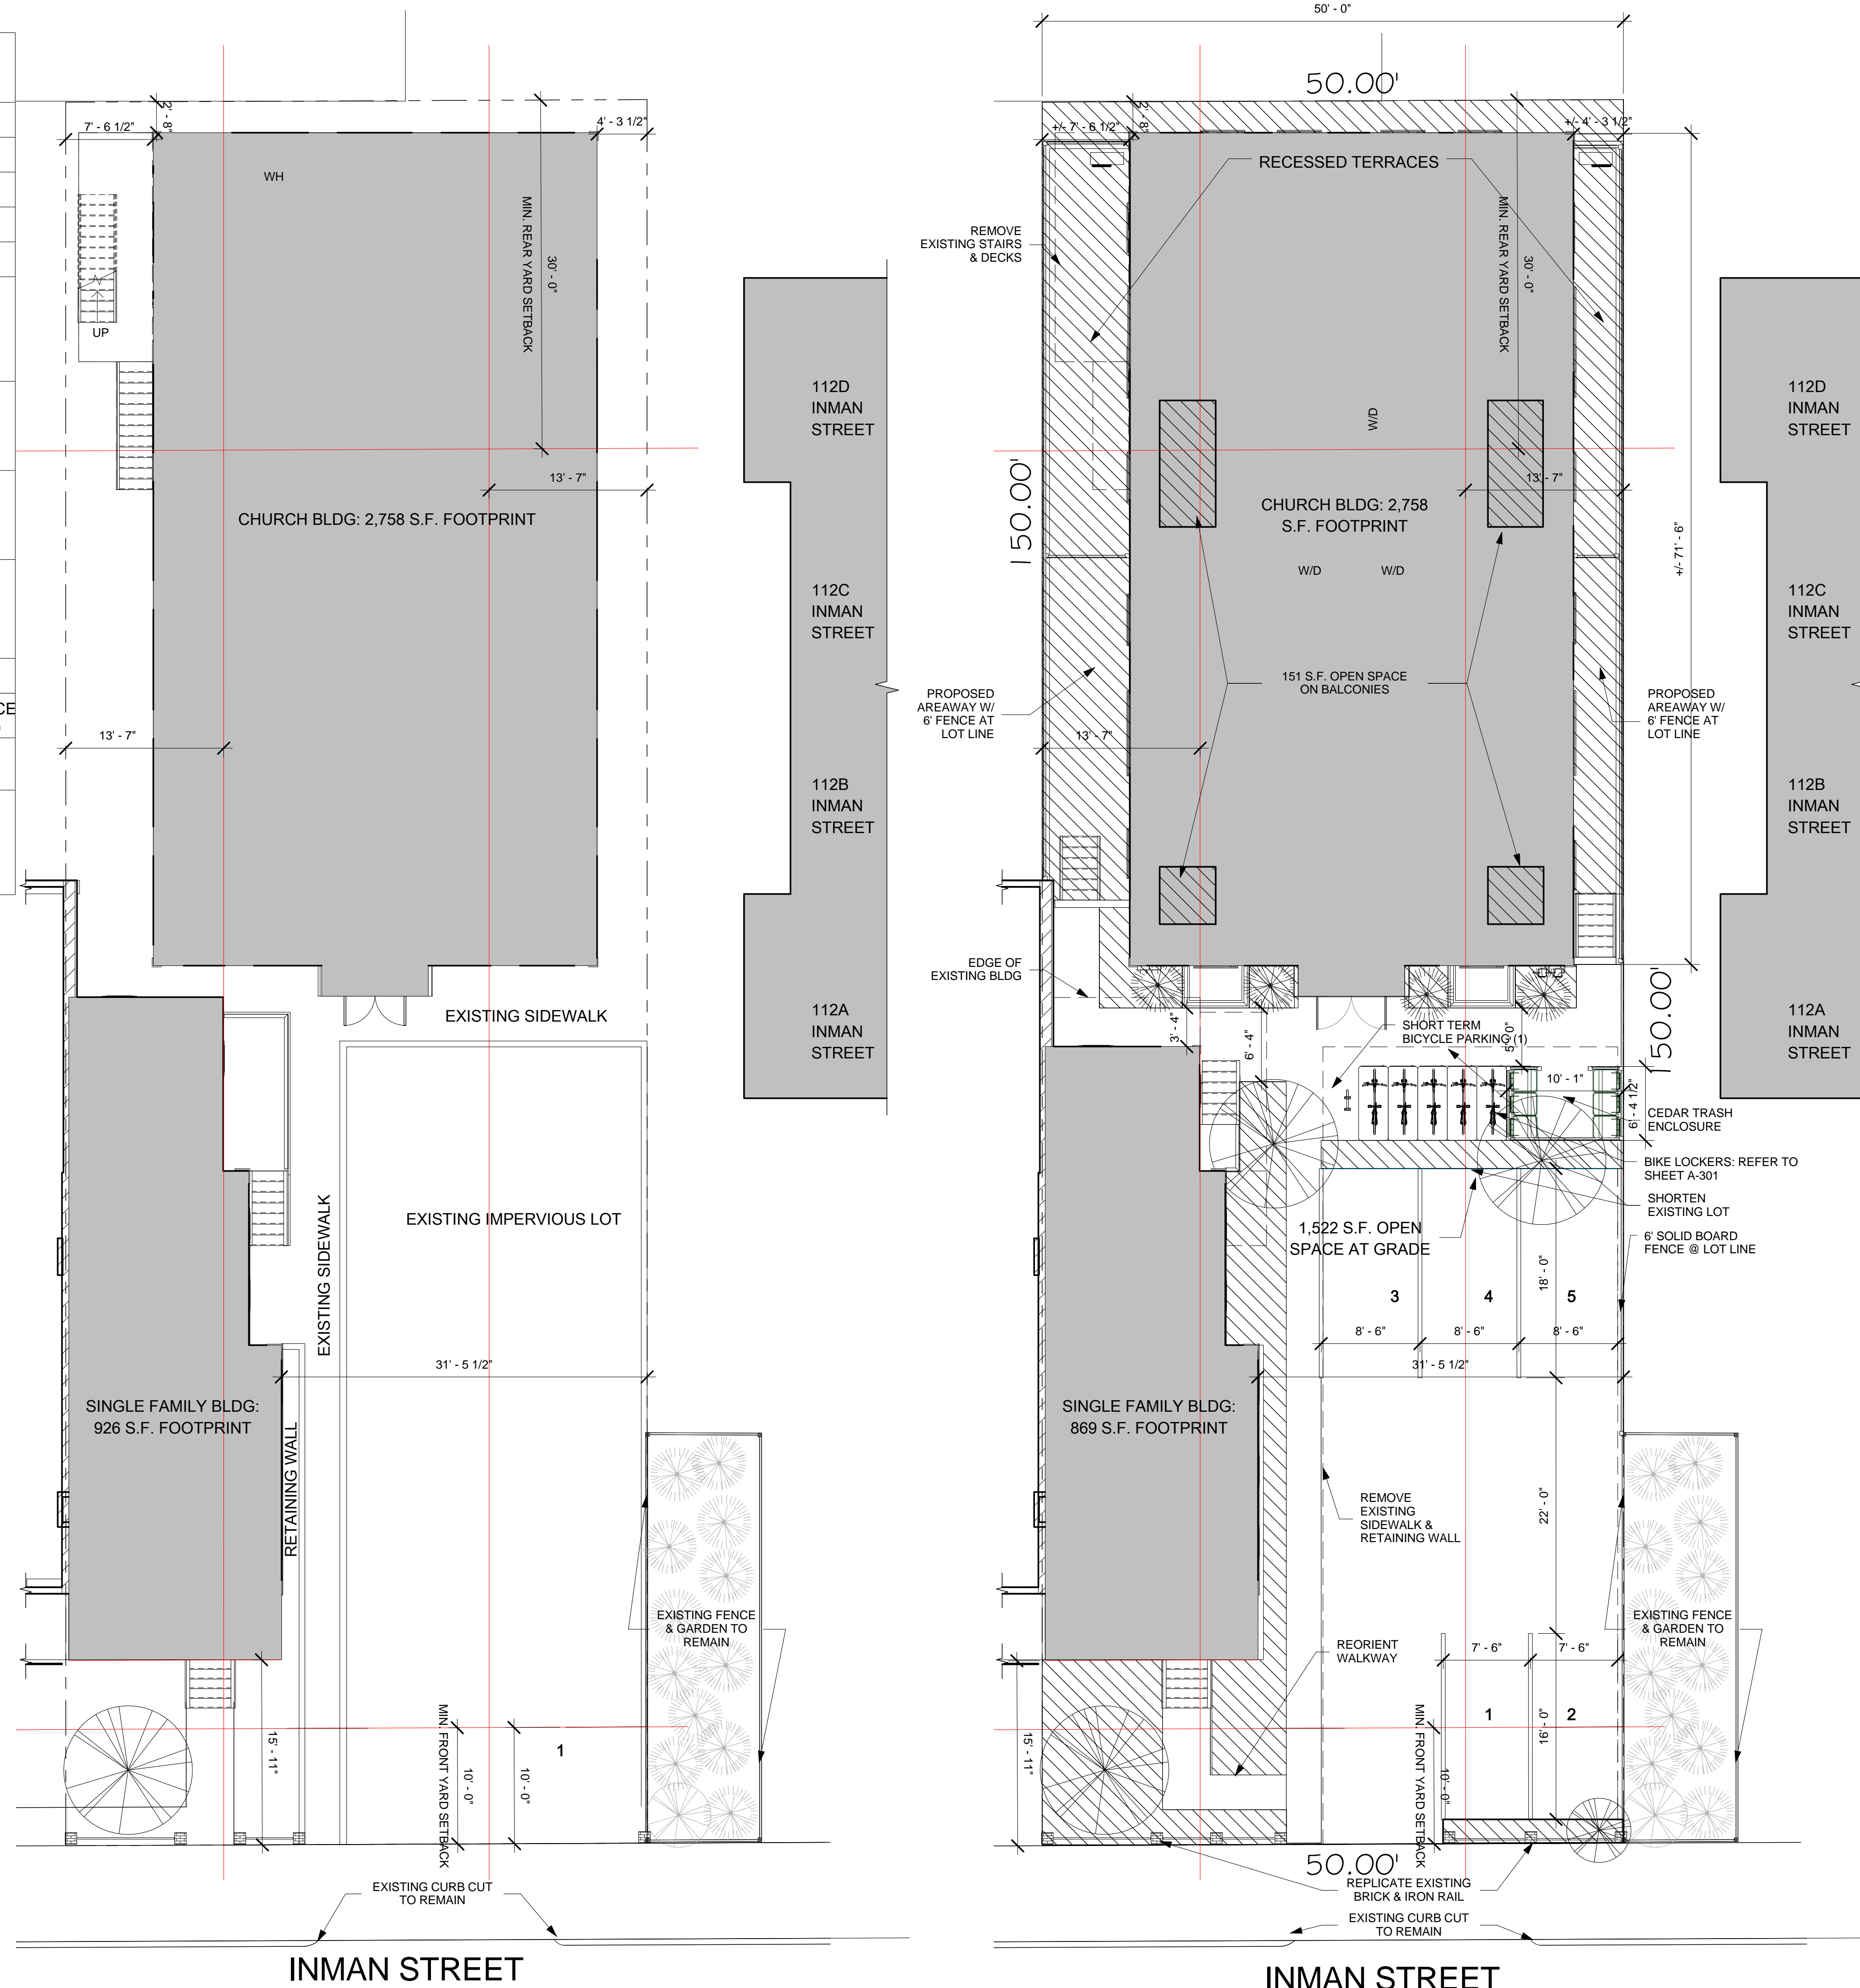 CE
7' - 6 1/2"
2' - 8"
4' - 3 1/2"
WH
MIN. REAR YARD SETBACK
30' - 0"
UP
13' - 7"
CHURCH BLDG: 2,758 S.F. FOOTPRINT
13' - 7"
112D
INMAN
STREET
112C
INMAN
STREET
112B
INMAN
STREET
112A
INMAN
STREET
EXISTING SIDEWALK
EXISTING SIDEWALK
EXISTING IMPERVIOUS LOT
31' - 5 1/2"
SINGLE FAMILY BLDG:
926 S.F. FOOTPRINT
RETAINING WALL
EXISTING FENCE
& GARDEN TO
REMAIN
15' - 11"
MIN. FRONT YARD SETBACK
10' - 0"
10' - 0"
1
EXISTING CURB CUT
TO REMAIN
INMAN STREET
50' - 0"
50.00'
+/- 7' - 6 1/2"
2' - 8"
+/- 4' - 3 1/2"
RECESSED TERRACES
REMOVE
EXISTING STAIRS
& DECKS
MIN. REAR YARD SETBACK
30' - 0"
W/D
13' - 7"
150.00'
CHURCH BLDG: 2,758
S.F. FOOTPRINT
W/D
W/D
+/- 71' - 6"
151 S.F. OPEN SPACE
ON BALCONIES
PROPOSED
AREAWAY W/
6' FENCE AT
LOT LINE
13' - 7"
PROPOSED
AREAWAY W/
6' FENCE AT
LOT LINE
112D
INMAN
STREET
112C
INMAN
STREET
112B
INMAN
STREET
112A
INMAN
STREET
EDGE OF
EXISTING BLDG
150.00'
3' - 4"
6' - 4"
SHORT TERM
BICYCLE PARKING (1)
5' - 0"
10' - 1"
6' - 4 1/2"
CEDAR TRASH
ENCLOSURE
BIKE LOCKERS: REFER TO
SHEET A-301
SHORTEN
EXISTING LOT
6' SOLID BOARD
FENCE @ LOT LINE
1,522 S.F. OPEN
SPACE AT GRADE
18' - 0"
3
4
5
8' - 6"
8' - 6"
8' - 6"
31' - 5 1/2"
SINGLE FAMILY BLDG:
869 S.F. FOOTPRINT
REMOVE
EXISTING
SIDEWALK &
RETAINING WALL
22' - 0"
EXISTING FENCE
& GARDEN TO
REMAIN
REORIENT
WALKWAY
7' - 6"
7' - 6"
1
2
16' - 0"
15' - 11"
MIN. FRONT YARD SETBACK
10' - 0"
50.00'
REPLICATE EXISTING
BRICK & IRON RAIL
EXISTING CURB CUT
TO REMAIN
INMAN STREET